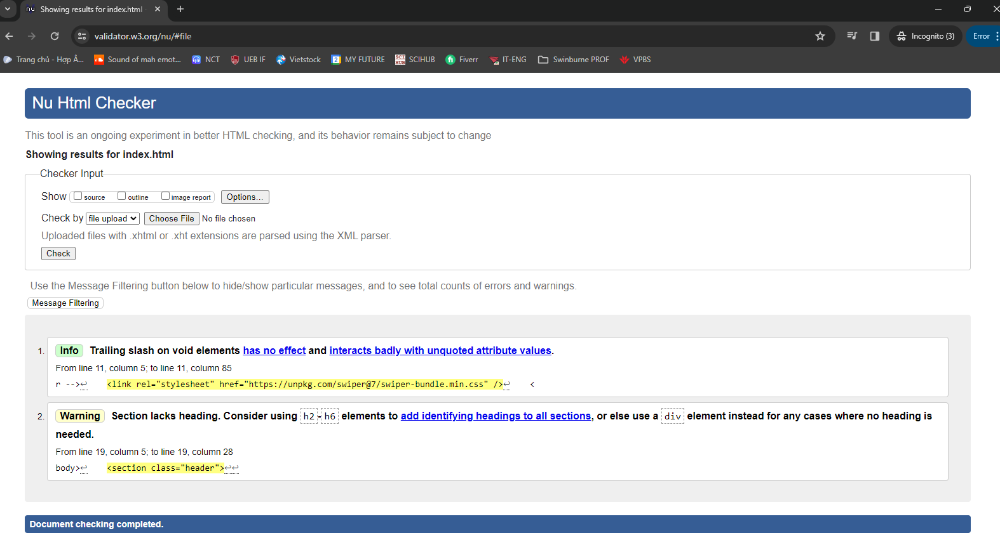 nu Showing results for index.html
validator.w3.org/nu/#file
Incognito (3)
Error
Trang chủ - Hợp Â... Sound of mah emot... NCT UEB IF Vietstock 2 MY FUTURE SCI HUB SCIHUB fi Fiverr IT-ENG Swinburne PROF VPBS
Nu Html Checker
This tool is an ongoing experiment in better HTML checking, and its behavior remains subject to change
Showing results for index.html
Checker Input
Show source outline image report Options...
Check by file upload Choose File No file chosen
Uploaded files with .xhtml or .xht extensions are parsed using the XML parser.
Check
Use the Message Filtering button below to hide/show particular messages, and to see total counts of errors and warnings.
Message Filtering
1. Info Trailing slash on void elements has no effect and interacts badly with unquoted attribute values.
From line 11, column 5; to line 11, column 85
r -->↩ <link rel="stylesheet" href="https://unpkg.com/swiper@7/swiper-bundle.min.css" />↩ <
2. Warning Section lacks heading. Consider using h2-h6 elements to add identifying headings to all sections, or else use a div element instead for any cases where no heading is
needed.
From line 19, column 5; to line 19, column 28
body>↩ <section class="header">↩↩
Document checking completed.